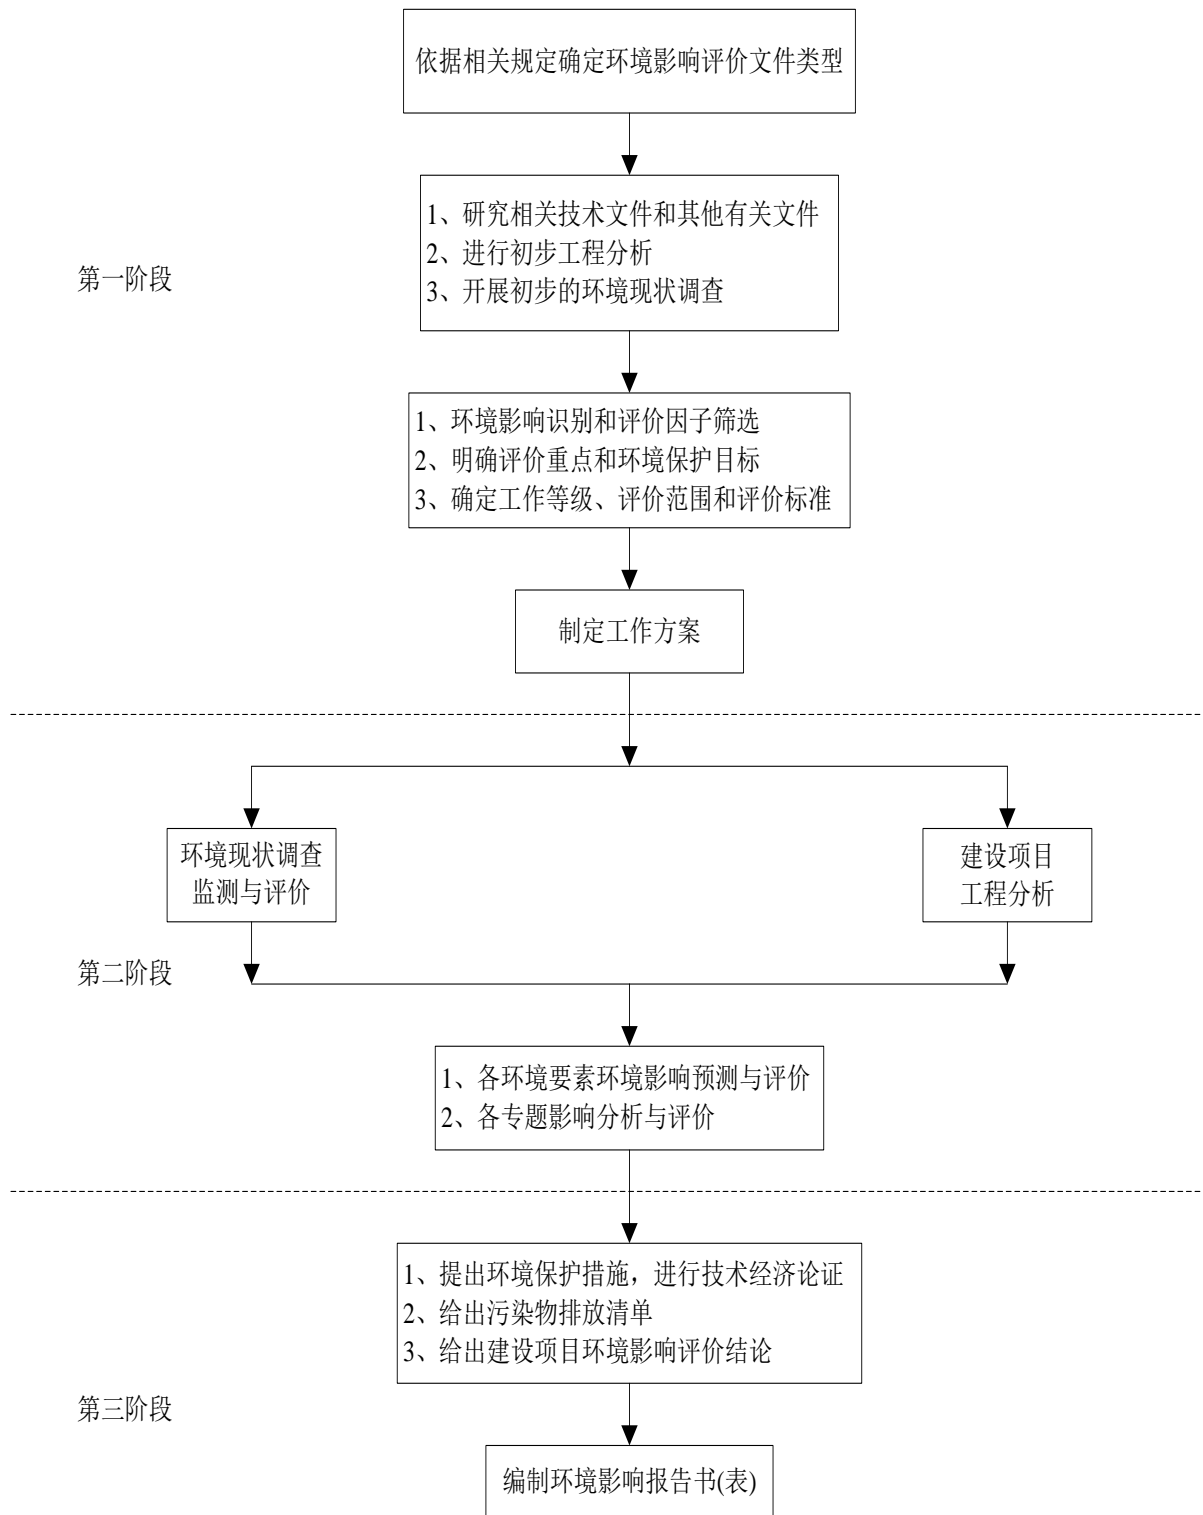 依据相关规定确定环境影响评价文件类型
1、研究相关技术文件和其他有关文件
2、进行初步工程分析
3、开展初步的环境现状调查
第一阶段
1、环境影响识别和评价因子筛选
2、明确评价重点和环境保护目标
3、确定工作等级、评价范围和评价标准
制定工作方案
环境现状调查
监测与评价
建设项目
工程分析
第二阶段
1、各环境要素环境影响预测与评价
2、各专题影响分析与评价
1、提出环境保护措施，进行技术经济论证
2、给出污染物排放清单
3、给出建设项目环境影响评价结论
第三阶段
编制环境影响报告书(表)